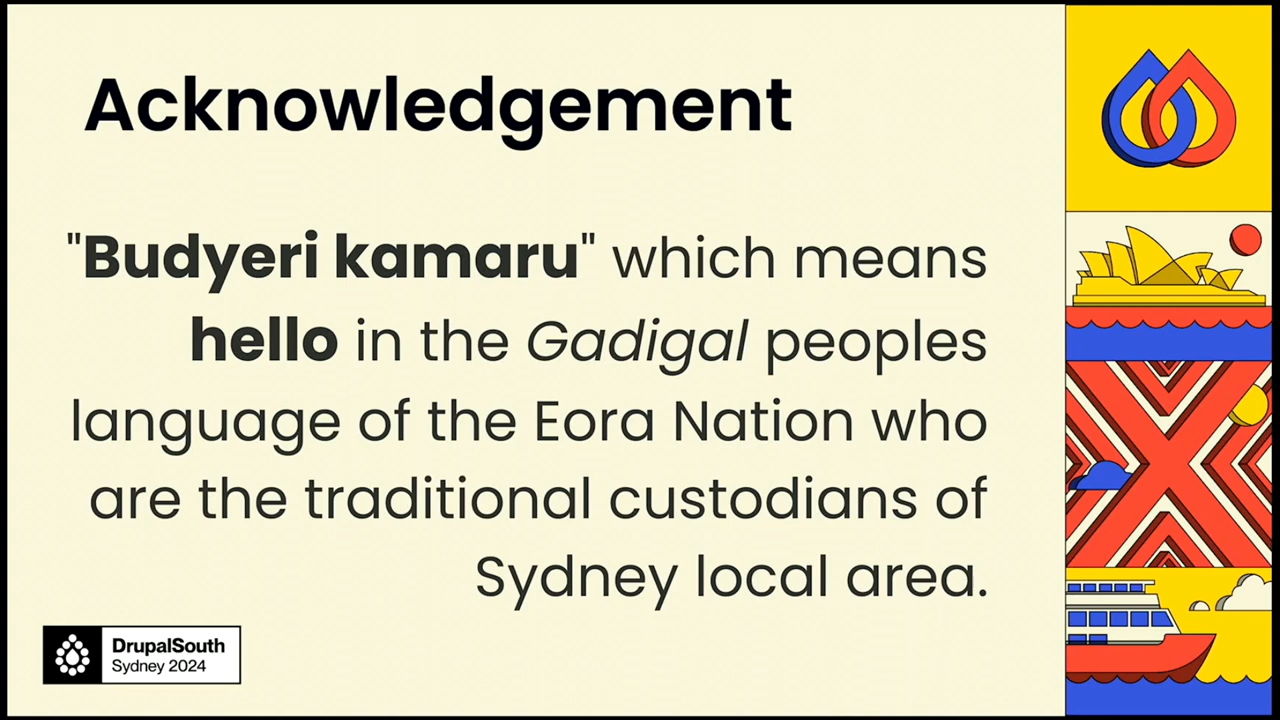 Acknowledgement
"Budyeri kamaru" which means
hello in the Gadigal peoples
language of the Eora Nation who
are the traditional custodians of
Sydney local area.
DrupalSouth
Sydney 2024